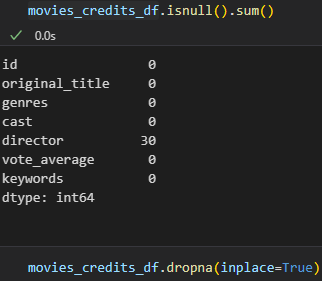 movies_credits_df.isnull().sum()
0.0s
id 0
original_title 0
genres 0
cast 0
director 30
vote_average 0
keywords 0
dtype: int64
movies_credits_df.dropna(inplace=True)